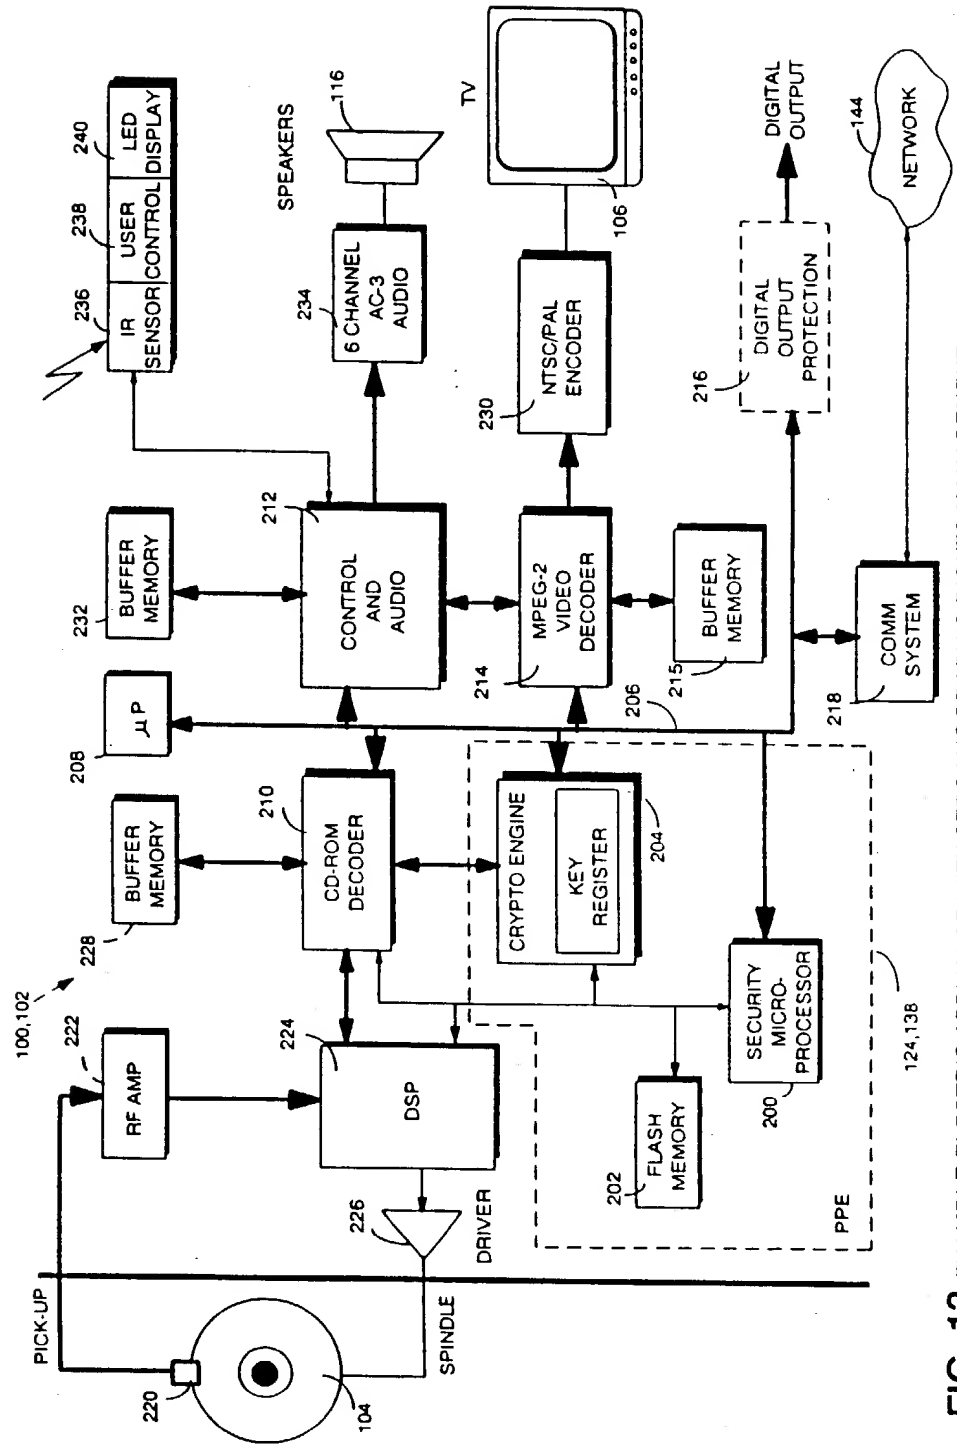 PICK-UP
220
104
SPINDLE
100,102
222
RF AMP
224
DSP
226
DRIVER
228
BUFFER
MEMORY
210
CD-ROM
DECODER
CRYPTO ENGINE
KEY
REGISTER
204
202
FLASH
MEMORY
SECURITY
MICRO-
PROCESSOR
200
PPE
124,138
208
μP
206
232
BUFFER
MEMORY
212
CONTROL
AND
AUDIO
214
MPEG-2
VIDEO
DECODER
215
BUFFER
MEMORY
218
COMM
SYSTEM
236
IR
SENSOR
238
USER
CONTROL
240
LED
DISPLAY
234
6 CHANNEL
AC-3
AUDIO
SPEAKERS
116
230
NTSC/PAL
ENCODER
TV
106
216
DIGITAL
OUTPUT
PROTECTION
DIGITAL
OUTPUT
144
NETWORK